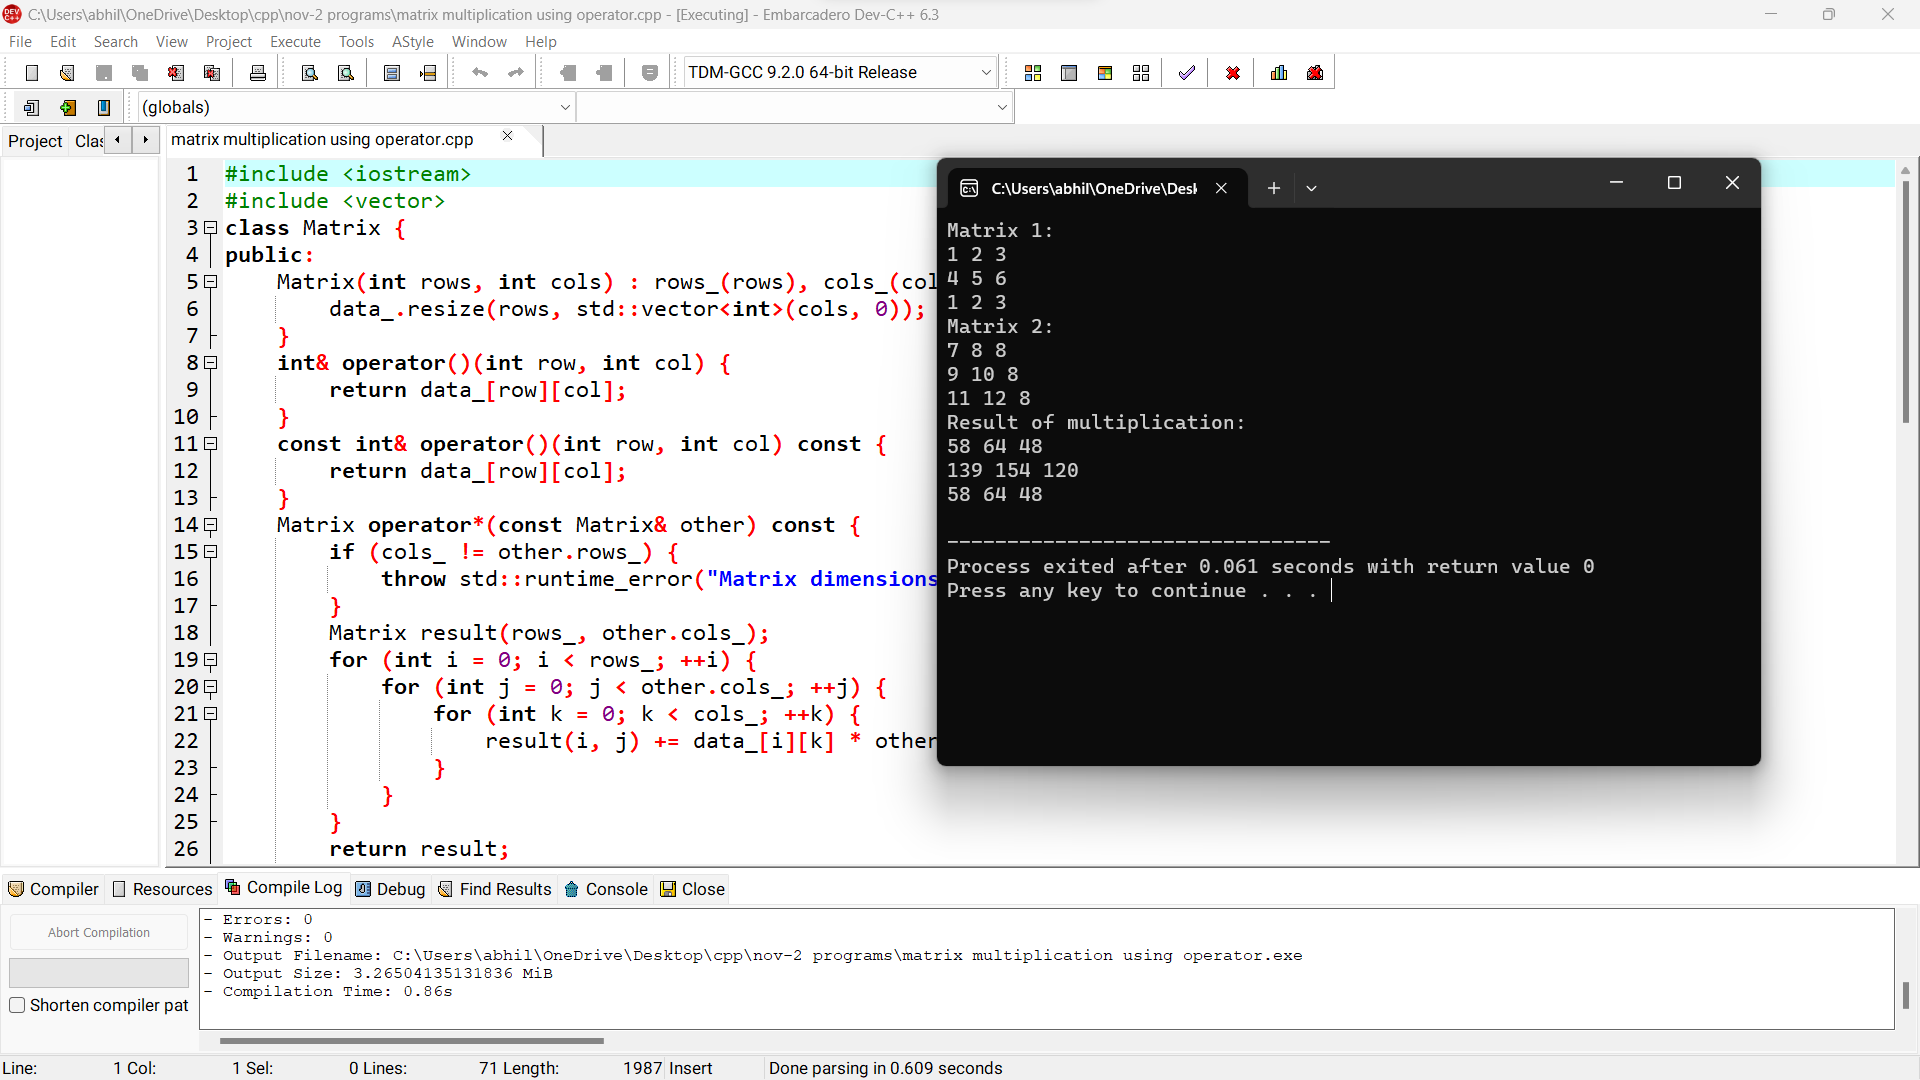 C:\Users\abhil\OneDrive\Desktop\cpp\nov-2 programs\matrix multiplication using operator.cpp - [Executing] - Embarcadero Dev-C++ 6.3
File Edit Search View Project Execute Tools AStyle Window Help
TDM-GCC 9.2.0 64-bit Release
(globals)
Project Clas
matrix multiplication using operator.cpp
1 #include <iostream>
2 #include <vector>
3 class Matrix {
4 public:
5 Matrix(int rows, int cols) : rows_(rows), cols_(col
6 data_.resize(rows, std::vector<int>(cols, 0));
7 }
8 int& operator()(int row, int col) {
9 return data_[row][col];
10 }
11 const int& operator()(int row, int col) const {
12 return data_[row][col];
13 }
14 Matrix operator*(const Matrix& other) const {
15 if (cols_ != other.rows_) {
16 throw std::runtime_error("Matrix dimensions
17 }
18 Matrix result(rows_, other.cols_);
19 for (int i = 0; i < rows_; ++i) {
20 for (int j = 0; j < other.cols_; ++j) {
21 for (int k = 0; k < cols_; ++k) {
22 result(i, j) += data_[i][k] * other
23 }
24 }
25 }
26 return result;
C:\Users\abhil\OneDrive\Desk
Matrix 1:
1 2 3
4 5 6
1 2 3
Matrix 2:
7 8 8
9 10 8
11 12 8
Result of multiplication:
58 64 48
139 154 120
58 64 48
--------------------------------
Process exited after 0.061 seconds with return value 0
Press any key to continue . . .
Compiler Resources Compile Log Debug Find Results Console Close
Abort Compilation
Shorten compiler pat
- Errors: 0
- Warnings: 0
- Output Filename: C:\Users\abhil\OneDrive\Desktop\cpp\nov-2 programs\matrix multiplication using operator.exe
- Output Size: 3.26504135131836 MiB
- Compilation Time: 0.86s
Line: 1 Col: 1 Sel: 0 Lines: 71 Length: 1987 Insert Done parsing in 0.609 seconds